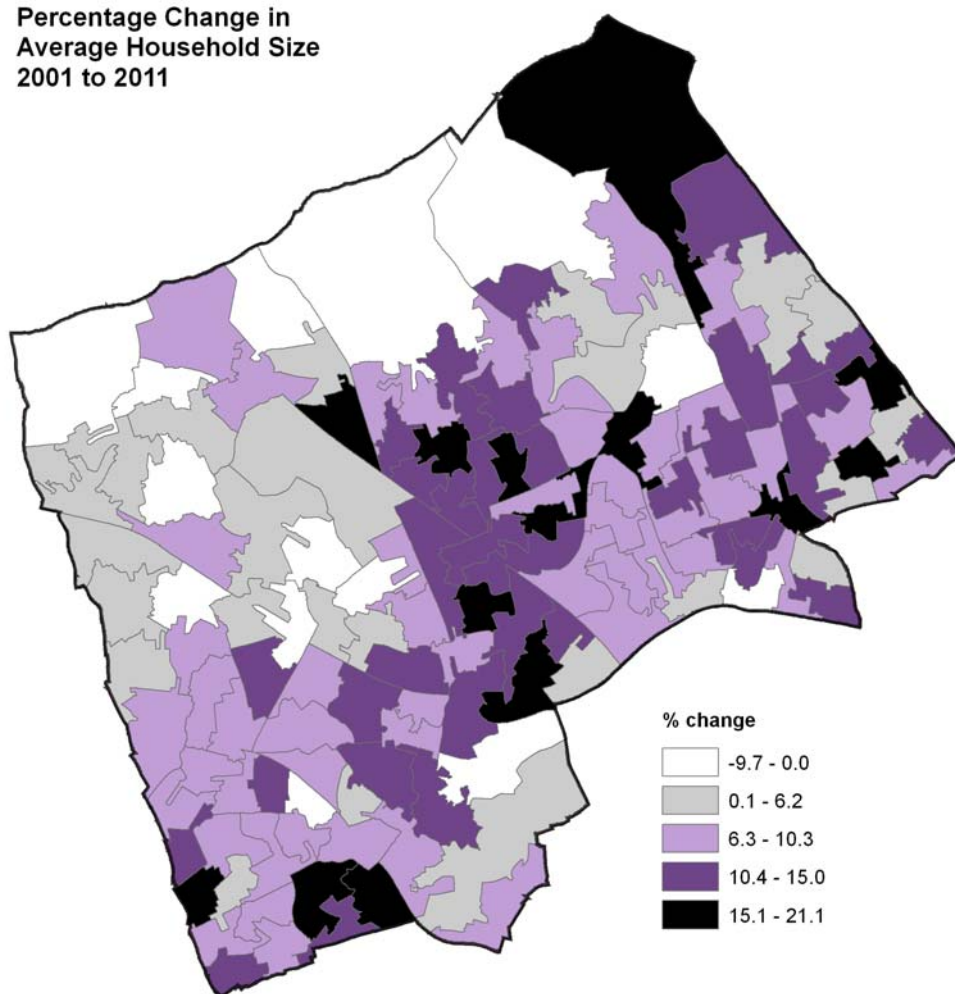 Percentage Change in
Average Household Size
2001 to 2011
% change
-9.7 - 0.0
0.1 - 6.2
6.3 - 10.3
10.4 - 15.0
15.1 - 21.1